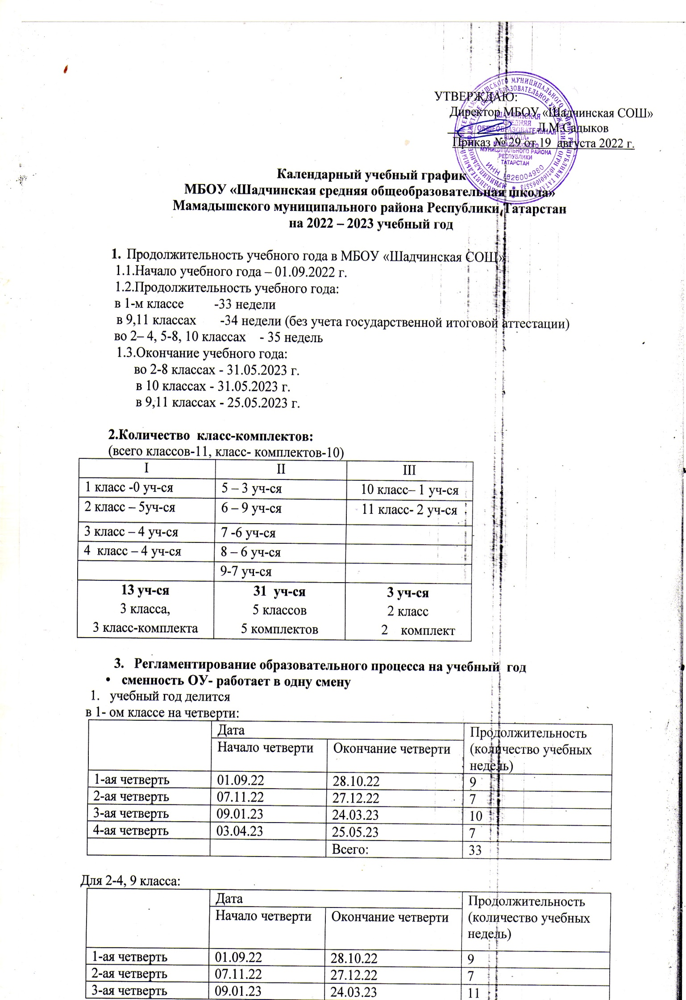 УТВЕРЖДАЮ:
Директор МБОУ «Шадчинская СОШ»
Л.М.Садыков
Приказ № 29 от 19 августа 2022 г.
ШАДЧИНСКАЯ
СРЕДНЯЯ
ОБЩЕОБРАЗОВАТЕЛЬНАЯ
ШКОЛА»
МАМАДЫШСКОГО
МУНИЦИПАЛЬНОГО РАЙОНА
РЕСПУБЛИКИ
ТАТАРСТАН
ИНН 1626004980
Календарный учебный график
МБОУ «Шадчинская средняя общеобразовательная школа»
Мамадышского муниципального района Республики Татарстан
на 2022 – 2023 учебный год
1. Продолжительность учебного года в МБОУ «Шадчинская СОШ»
1.1.Начало учебного года – 01.09.2022 г.
1.2.Продолжительность учебного года:
в 1-м классе -33 недели
в 9,11 классах -34 недели (без учета государственной итоговой аттестации)
во 2– 4, 5-8, 10 классах - 35 недель
1.3.Окончание учебного года:
во 2-8 классах - 31.05.2023 г.
в 10 классах - 31.05.2023 г.
в 9,11 классах - 25.05.2023 г.
2.Количество класс-комплектов:
(всего классов-11, класс- комплектов-10)
I II III
1 класс -0 уч-ся 5 – 3 уч-ся 10 класс– 1 уч-ся
2 класс – 5уч-ся 6 – 9 уч-ся 11 класс- 2 уч-ся
3 класс – 4 уч-ся 7 -6 уч-ся
4 класс – 4 уч-ся 8 – 6 уч-ся
9-7 уч-ся
13 уч-ся 31 уч-ся 3 уч-ся
3 класса, 5 классов 2 класс
3 класс-комплекта 5 комплектов 2 комплект
3. Регламентирование образовательного процесса на учебный год
• сменность ОУ- работает в одну смену
1. учебный год делится
в 1- ом классе на четверти:
Дата Продолжительность
Начало четверти Окончание четверти (количество учебных
недель)
1-ая четверть 01.09.22 28.10.22 9
2-ая четверть 07.11.22 27.12.22 7
3-ая четверть 09.01.23 24.03.23 10
4-ая четверть 03.04.23 25.05.23 7
Всего: 33
Для 2-4, 9 класса:
Дата Продолжительность
Начало четверти Окончание четверти (количество учебных
недель)
1-ая четверть 01.09.22 28.10.22 9
2-ая четверть 07.11.22 27.12.22 7
3-ая четверть 09.01.23 24.03.23 11